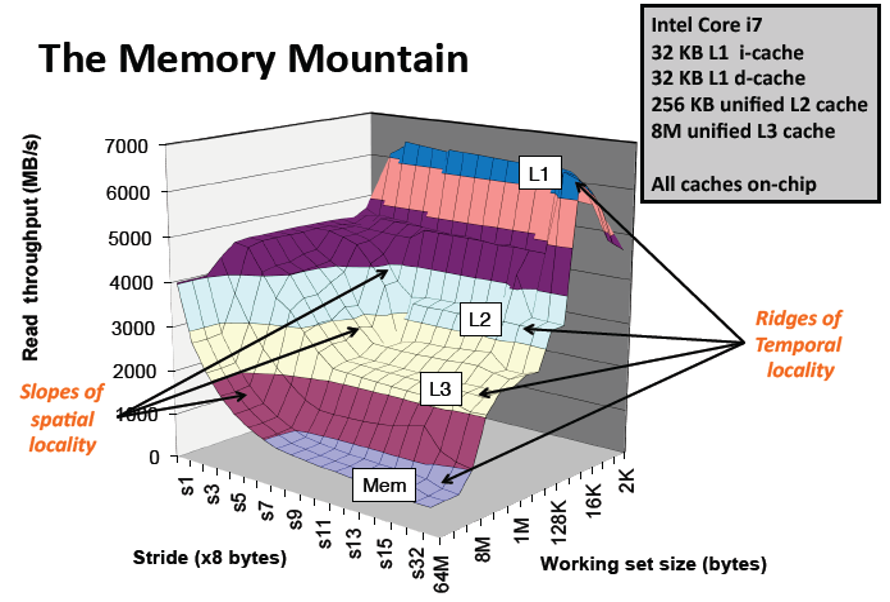 The Memory Mountain
Intel Core i7
32 KB L1 i-cache
32 KB L1 d-cache
256 KB unified L2 cache
8M unified L3 cache
All caches on-chip
Read throughput (MB/s)
7000
6000
5000
4000
3000
2000
1000
0
L1
L2
L3
Mem
Slopes of
spatial
locality
Ridges of
Temporal
locality
s1
s3
s5
s7
s9
s11
s13
s15
s32
Stride (x8 bytes)
64M
8M
1M
128K
16K
2K
Working set size (bytes)